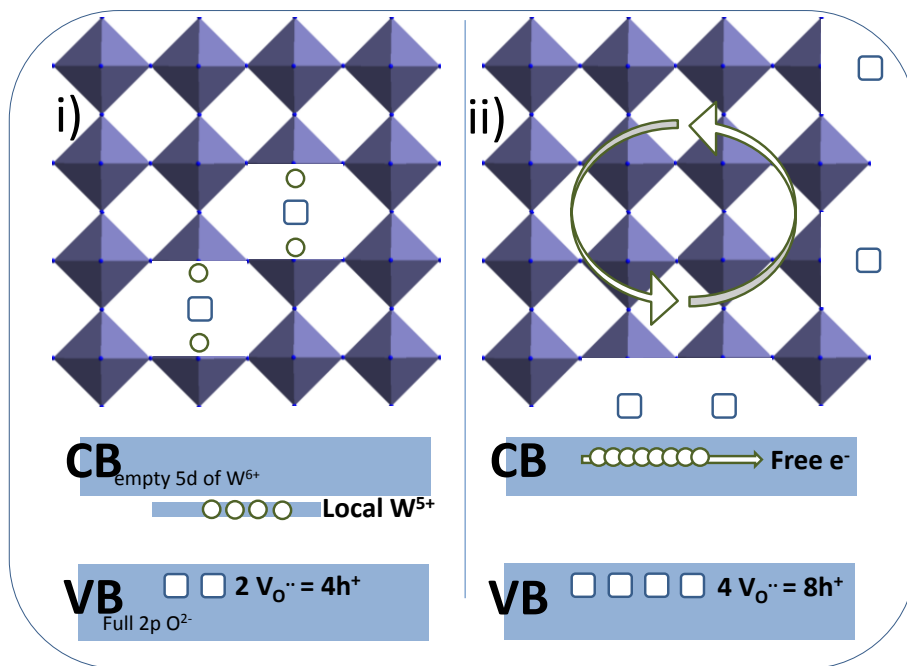 i)
ii)
CB
empty 5d of W⁶⁺
Local W⁵⁺
VB
2 Vₒ¨ = 4h⁺
Full 2p O²⁻
CB
Free e⁻
VB
4 Vₒ¨ = 8h⁺